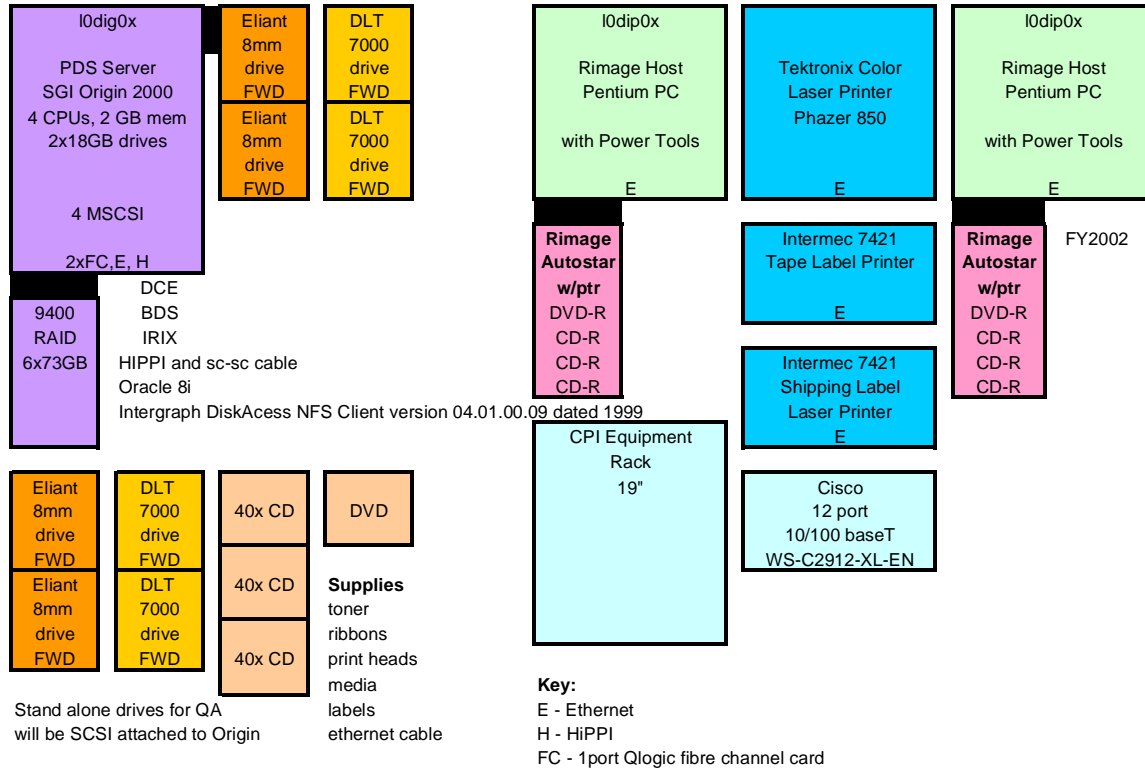 l0dig0x
PDS Server
SGI Origin 2000
4 CPUs, 2 GB mem
2x18GB drives
4 MSCSI
2xFC,E, H
Eliant
8mm
drive
FWD
Eliant
8mm
drive
FWD
DLT
7000
drive
FWD
DLT
7000
drive
FWD
9400
RAID
6x73GB
DCE
BDS
IRIX
HIPPI and sc-sc cable
Oracle 8i
Intergraph DiskAcess NFS Client version 04.01.00.09 dated 1999
l0dip0x
Rimage Host
Pentium PC
with Power Tools
E
Rimage
Autostar
w/ptr
DVD-R
CD-R
CD-R
CD-R
Tektronix Color
Laser Printer
Phazer 850
E
Intermec 7421
Tape Label Printer
E
Intermec 7421
Shipping Label
Laser Printer
E
l0dip0x
Rimage Host
Pentium PC
with Power Tools
E
Rimage
Autostar
w/ptr
DVD-R
CD-R
CD-R
CD-R
FY2002
CPI Equipment
Rack
19"
Cisco
12 port
10/100 baseT
WS-C2912-XL-EN
Eliant
8mm
drive
FWD
Eliant
8mm
drive
FWD
DLT
7000
drive
FWD
DLT
7000
drive
FWD
40x CD
40x CD
40x CD
DVD
Supplies
toner
ribbons
print heads
media
labels
ethernet cable
Stand alone drives for QA
will be SCSI attached to Origin
Key:
E - Ethernet
H - HiPPI
FC - 1port Qlogic fibre channel card